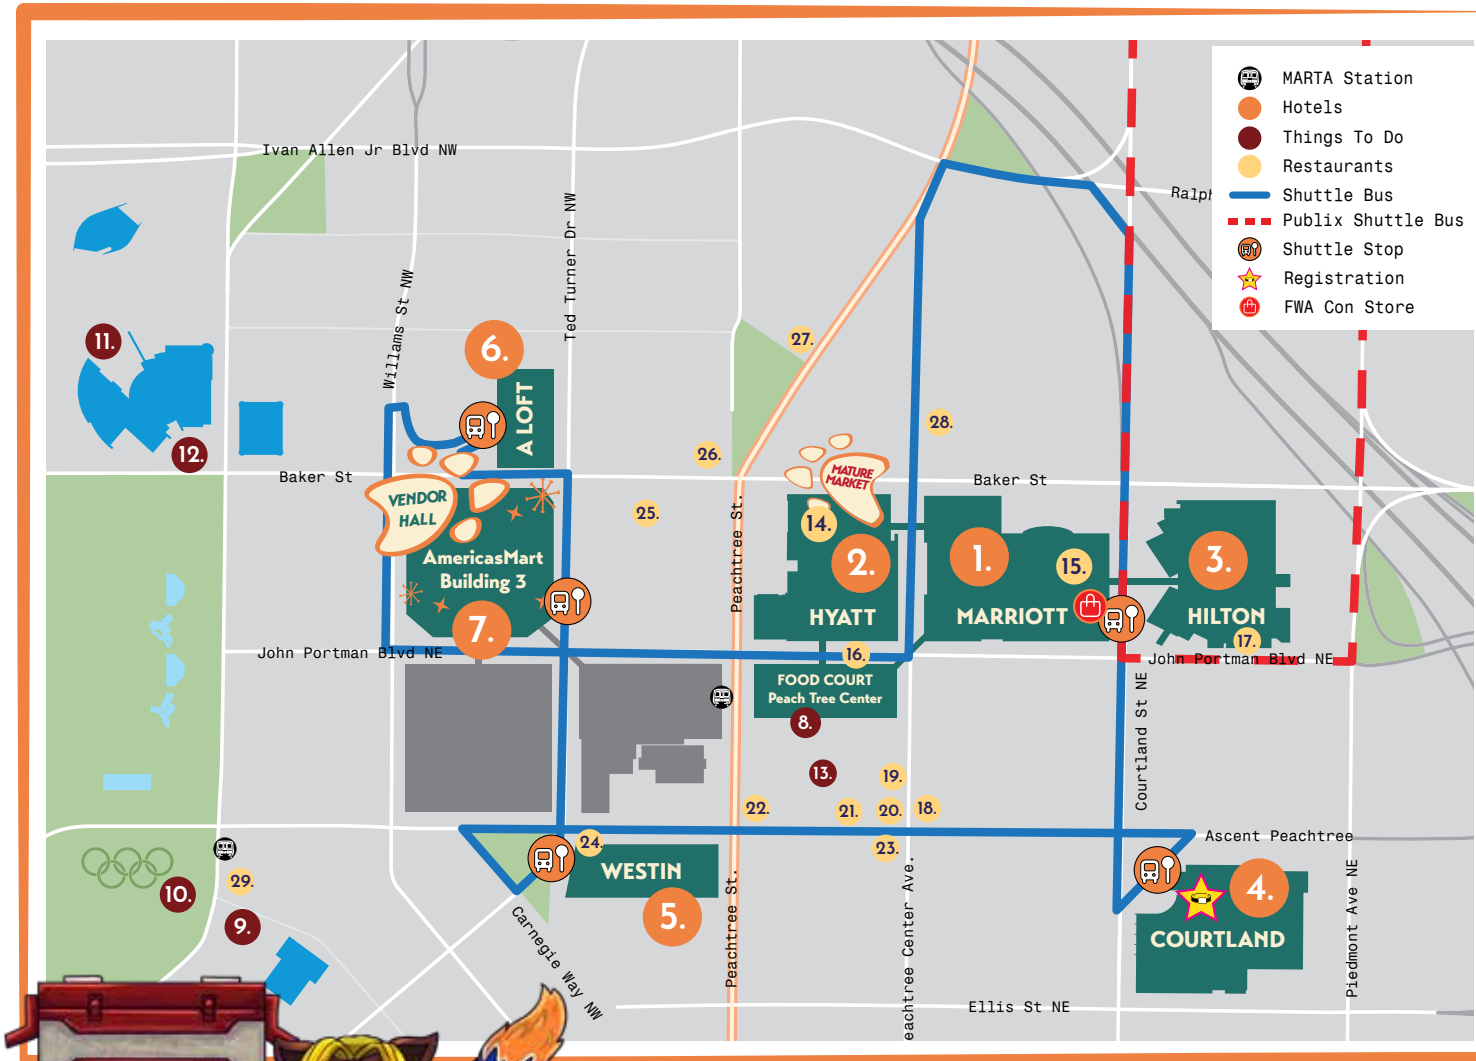 MARTA Station
Hotels
Things To Do
Restaurants
Shuttle Bus
Publix Shuttle Bus
Shuttle Stop
Registration
FWA Con Store
Ivan Allen Jr Blvd NW
Ralph
Ted Turner Dr NW
Willams St NW
11.
12.
6.
A LOFT
27.
28.
26.
25.
Baker St
Baker St
VENDOR
HALL
MATURE
MARKET
AmericasMart
Building 3
7.
14.
2.
HYATT
1.
15.
MARRIOTT
3.
HILTON
17.
Peachtree St.
John Portman Blvd NE
John Portman Blvd NE
16.
FOOD COURT
Peach Tree Center
8.
13.
19.
22.
21.
20.
18.
23.
Courtland St NE
Ascent Peachtree
24.
WESTIN
5.
4.
COURTLAND
29.
10.
9.
Carnegie Way NW
Peachtree St.
eachtree Center Ave.
Piedmont Ave NE
Ellis St NE